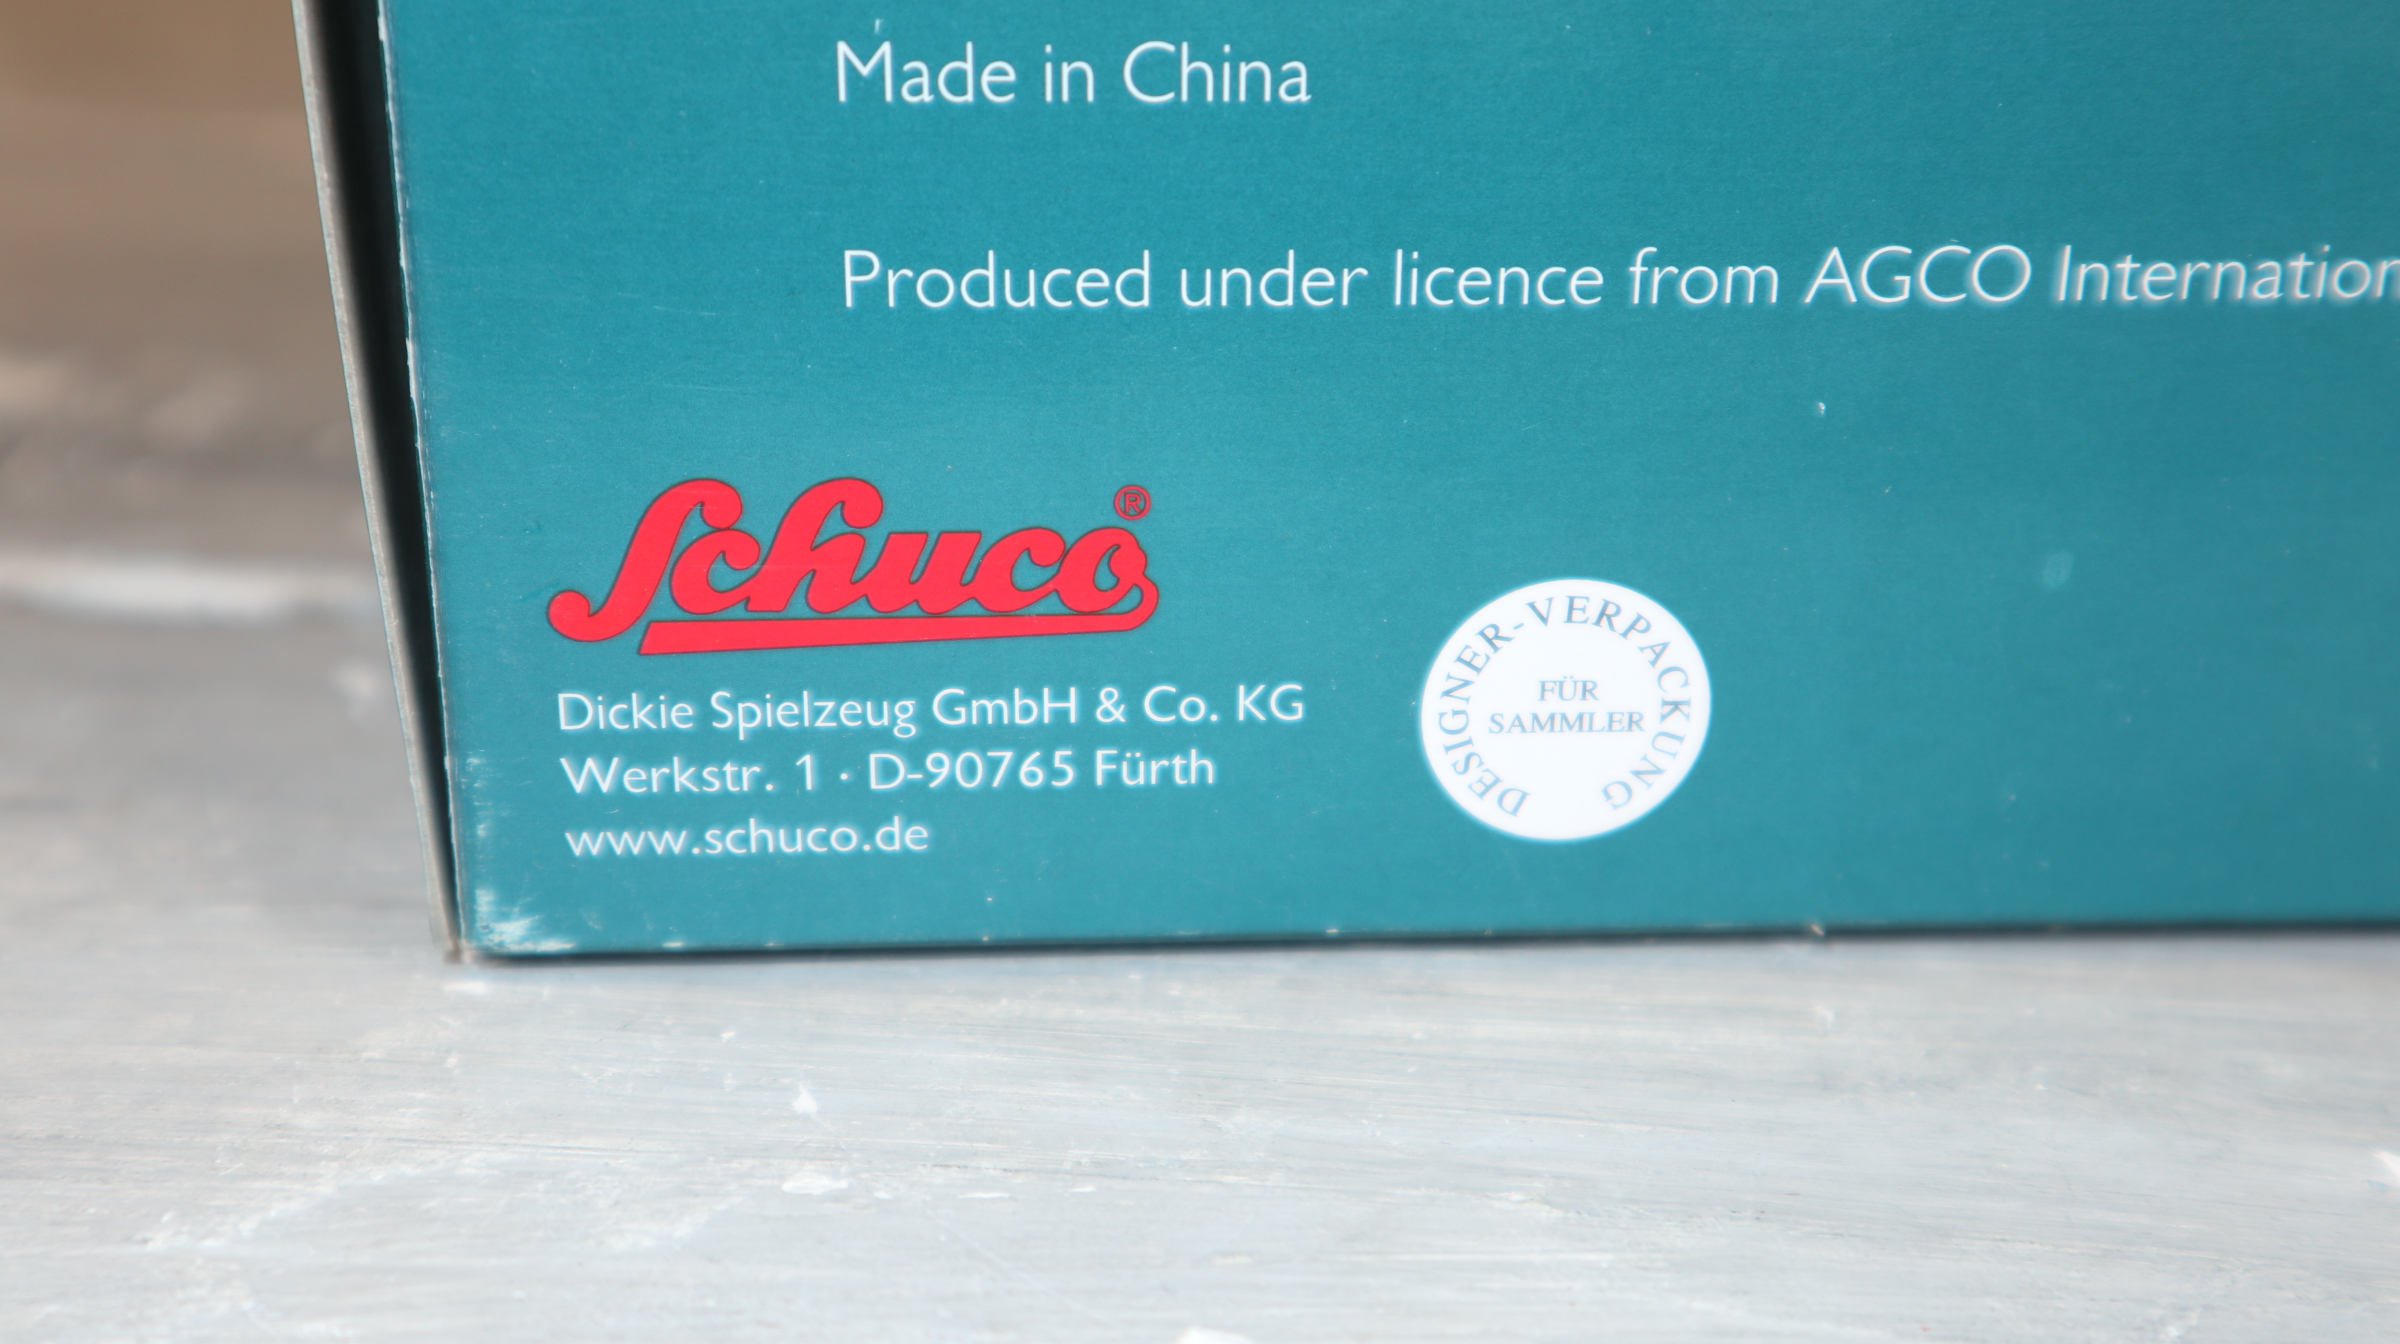 Made in China
Produced under licence from AGCO Internation
Schuco®
Dickie Spielzeug GmbH & Co. KG
Werkstr. 1 · D-90765 Fürth
www.schuco.de
DESIGNER-VERPACKUNG
FÜR
SAMMLER